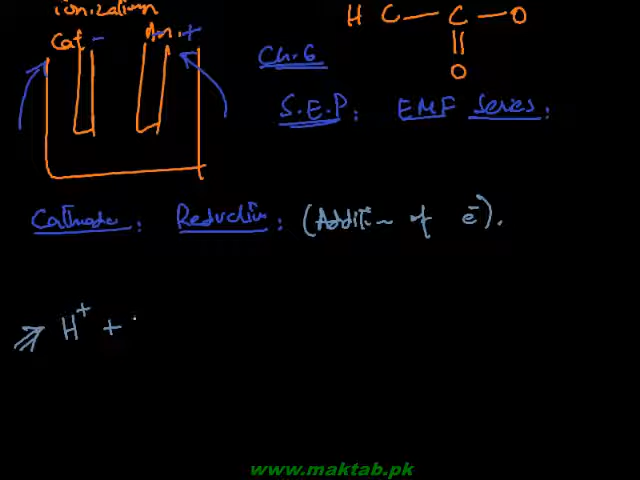 ionization
Cat - An. +
H C — C — O
O
Ch.6
S.E.P: EMF Series:
Cathode: Reduction: (Addition of e⁻).
⇒ H⁺ +
www.maktab.pk